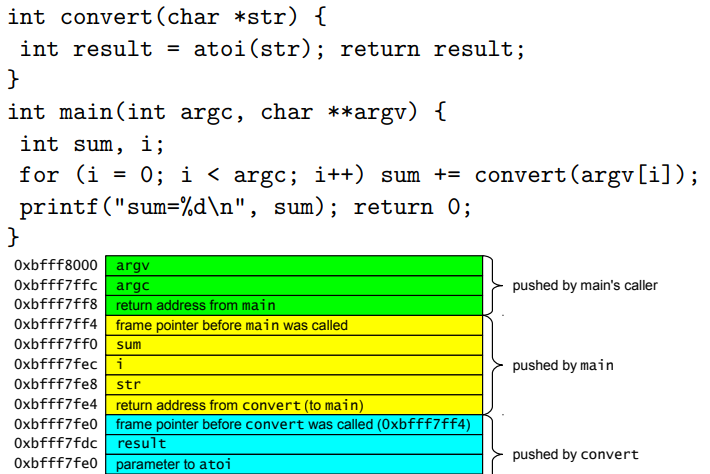 int convert(char *str) {
int result = atoi(str); return result;
}
int main(int argc, char **argv) {
int sum, i;
for (i = 0; i < argc; i++) sum += convert(argv[i]);
printf("sum=%d\n", sum); return 0;
}
0xbfff8000 argv
0xbfff7ffc argc
0xbfff7ff8 return address from main
pushed by main's caller
0xbfff7ff4 frame pointer before main was called
0xbfff7ff0 sum
0xbfff7fec i
0xbfff7fe8 str
0xbfff7fe4 return address from convert (to main)
pushed by main
0xbfff7fe0 frame pointer before convert was called (0xbfff7ff4)
0xbfff7fdc result
0xbfff7fe0 parameter to atoi
pushed by convert